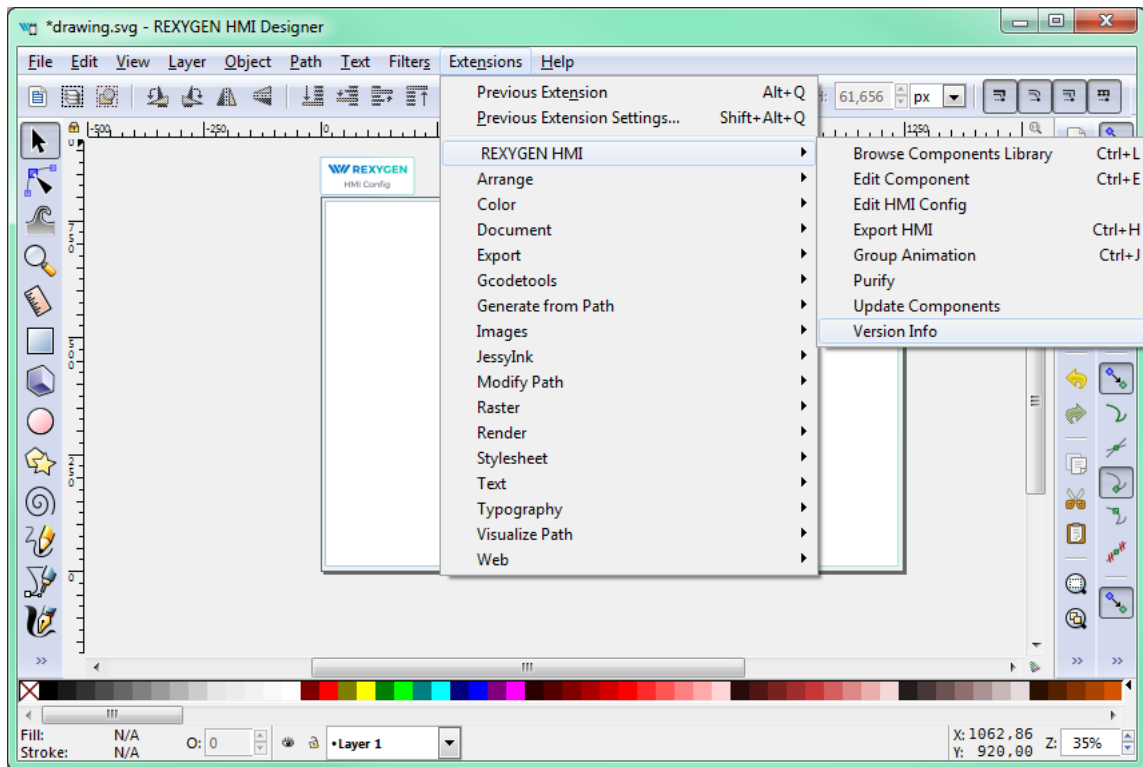 *drawing.svg - REXYGEN HMI Designer
File Edit View Layer Object Path Text Filters Extensions Help
61,656 px
Previous Extension Alt+Q
Previous Extension Settings... Shift+Alt+Q
REXYGEN HMI
Arrange
Color
Document
Export
Gcodetools
Generate from Path
Images
JessyInk
Modify Path
Raster
Render
Stylesheet
Text
Typography
Visualize Path
Web
Browse Components Library Ctrl+L
Edit Component Ctrl+E
Edit HMI Config
Export HMI Ctrl+H
Group Animation Ctrl+J
Purify
Update Components
Version Info
-500 -250 0 1250
REXYGEN
HMI Config
750
500
250
0
Fill: N/A
Stroke: N/A
O: 0
•Layer 1
X: 1062,86
Y: 920,00
Z: 35%